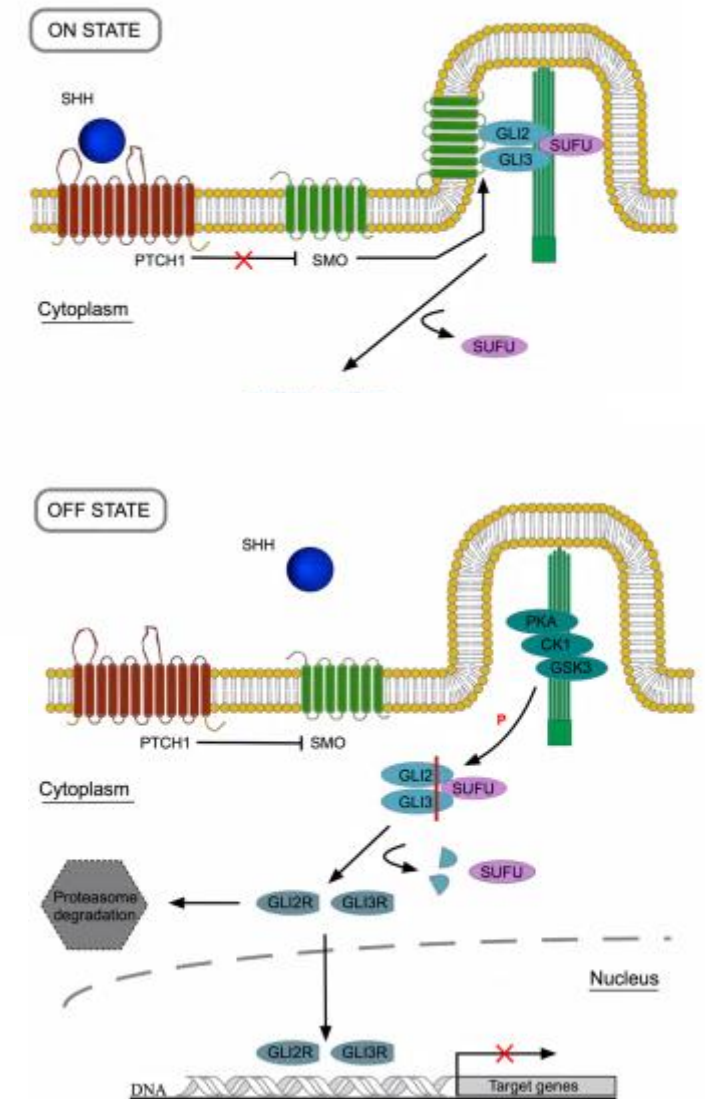 ON STATE
SHH
GLI2
GLI3
SUFU
PTCH1
SMO
Cytoplasm
SUFU
OFF STATE
SHH
PKA
CK1
GSK3
P
PTCH1
SMO
GLI2
GLI3
SUFU
Cytoplasm
SUFU
Proteasome
degradation
GLI2R GLI3R
Nucleus
GLI2R GLI3R
DNA
Target genes